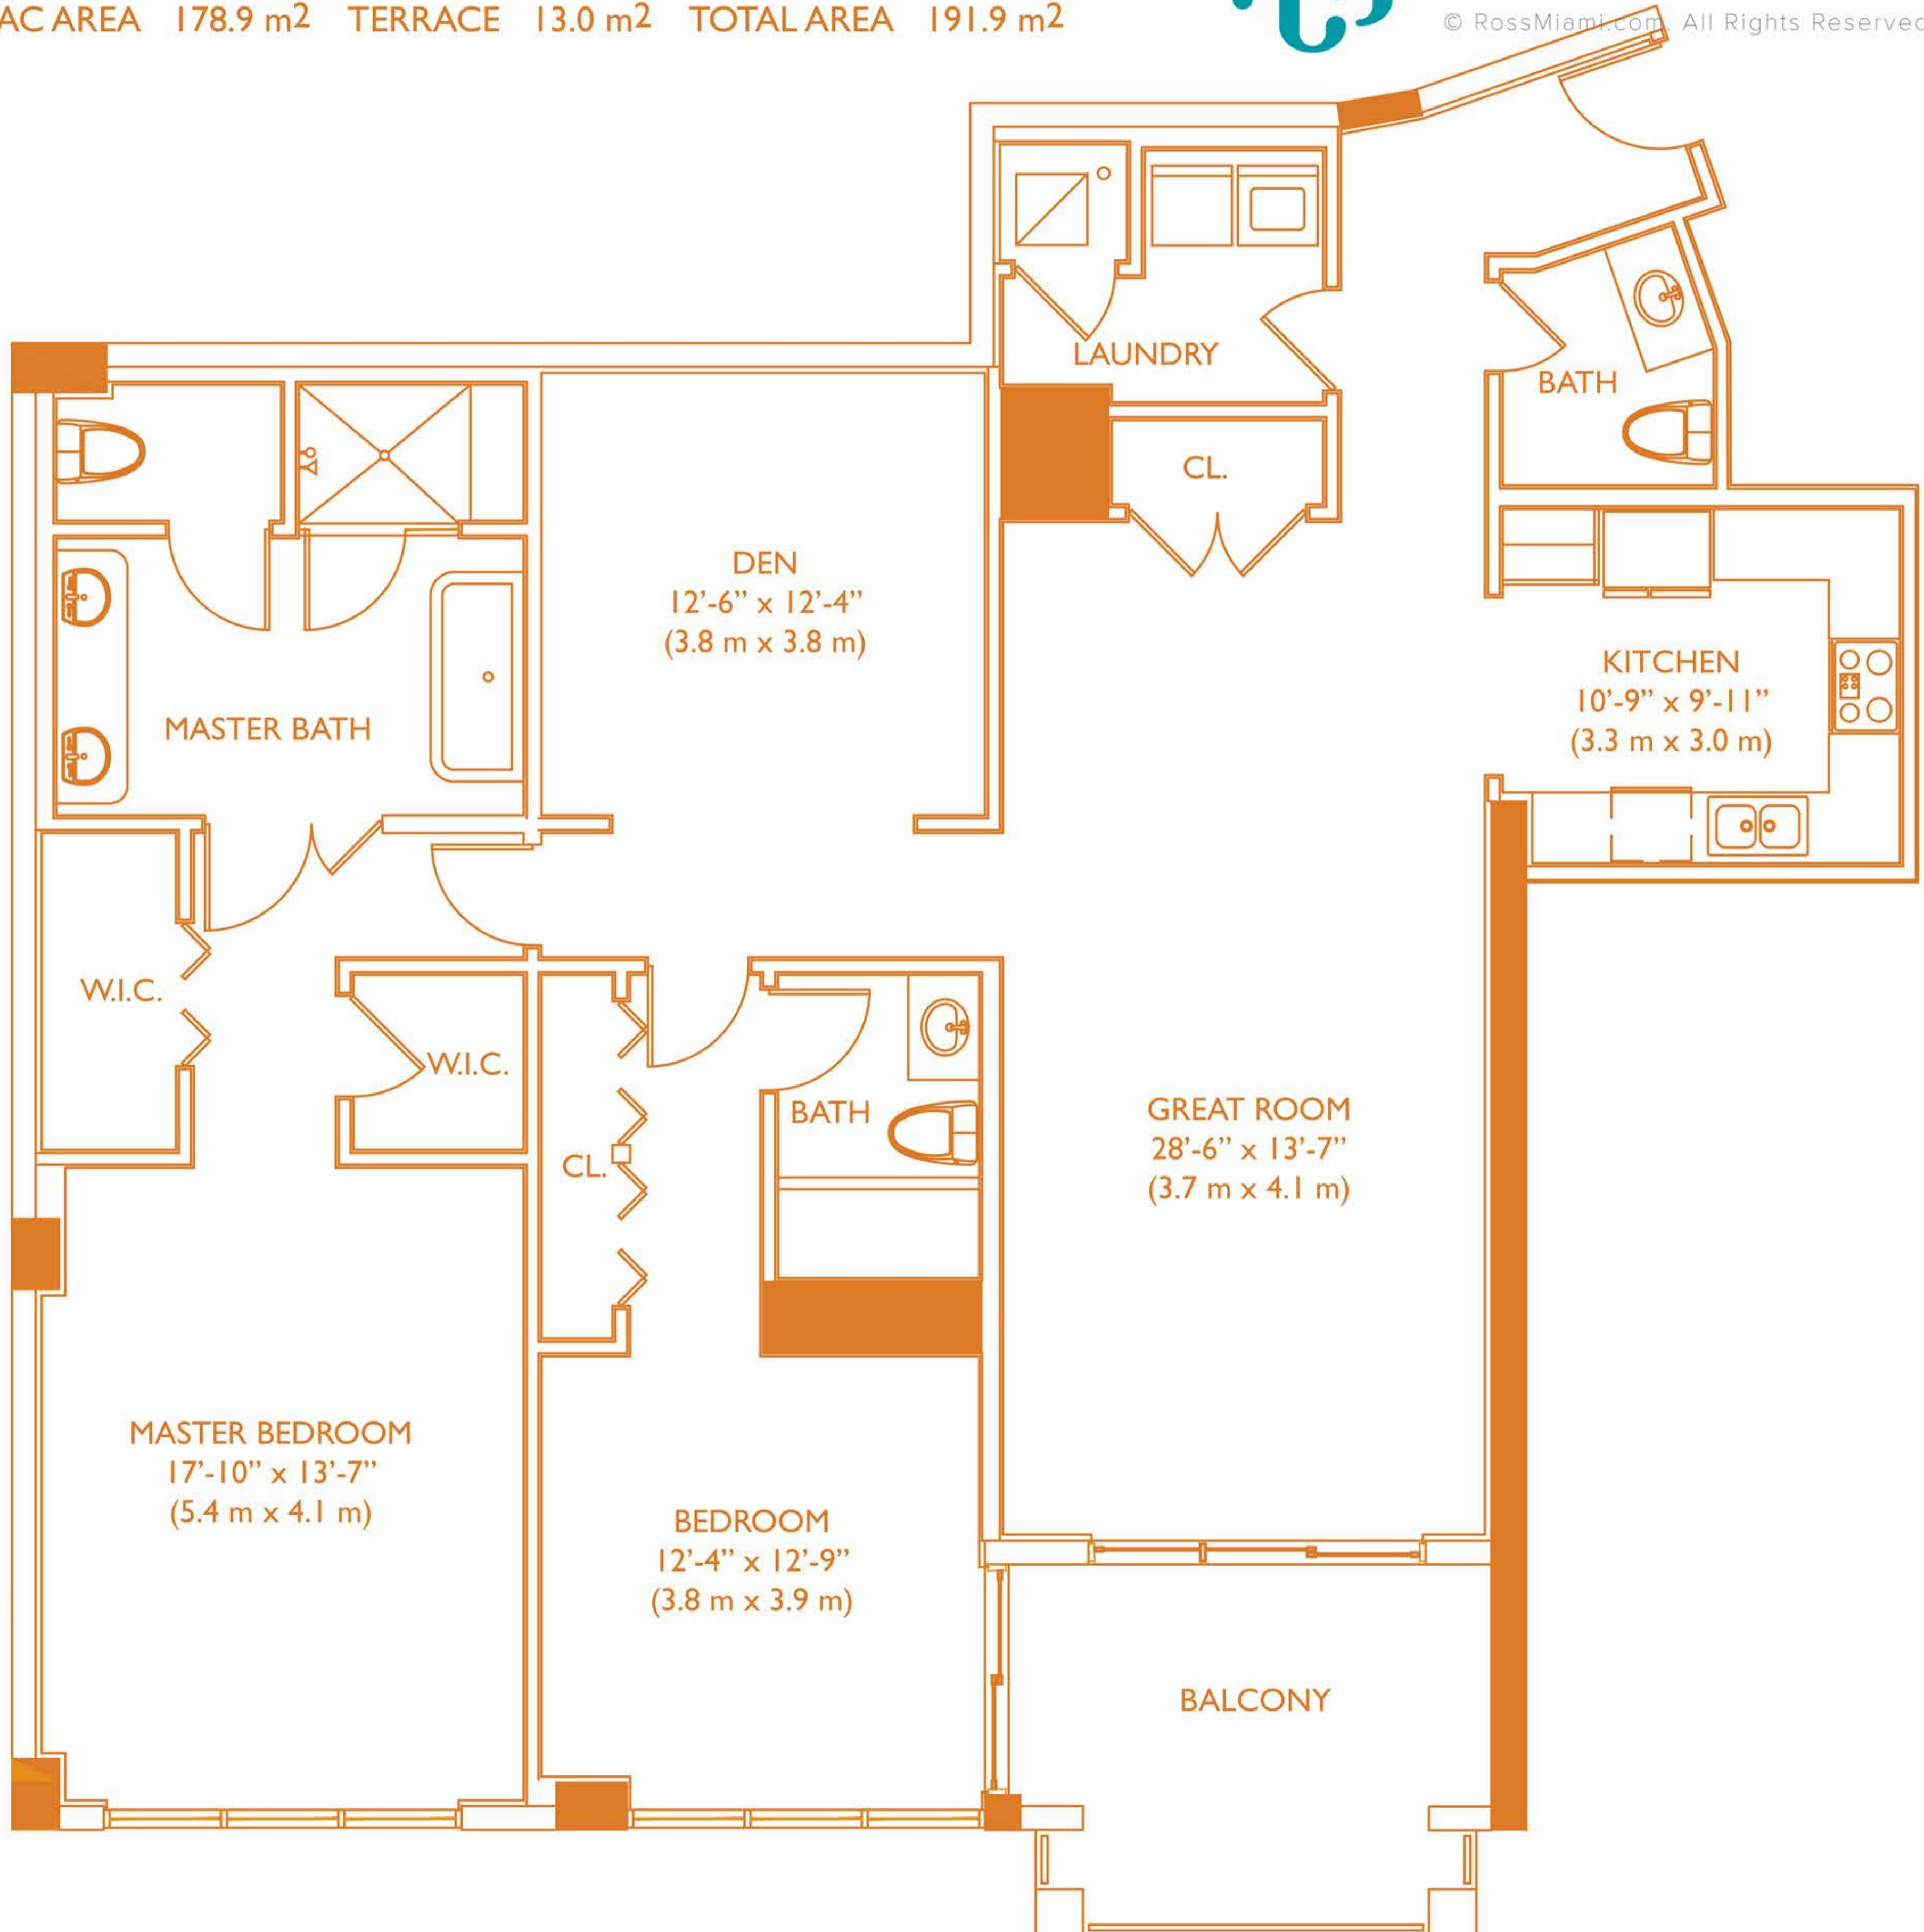 AC AREA 178.9 m2 TERRACE 13.0 m2 TOTAL AREA 191.9 m2
© RossMiami.com. All Rights Reserved
LAUNDRY
BATH
CL.
DEN
12'-6" x 12'-4"
(3.8 m x 3.8 m)
KITCHEN
10'-9" x 9'-11"
(3.3 m x 3.0 m)
MASTER BATH
W.I.C.
W.I.C.
BATH
CL.
GREAT ROOM
28'-6" x 13'-7"
(3.7 m x 4.1 m)
MASTER BEDROOM
17'-10" x 13'-7"
(5.4 m x 4.1 m)
BEDROOM
12'-4" x 12'-9"
(3.8 m x 3.9 m)
BALCONY